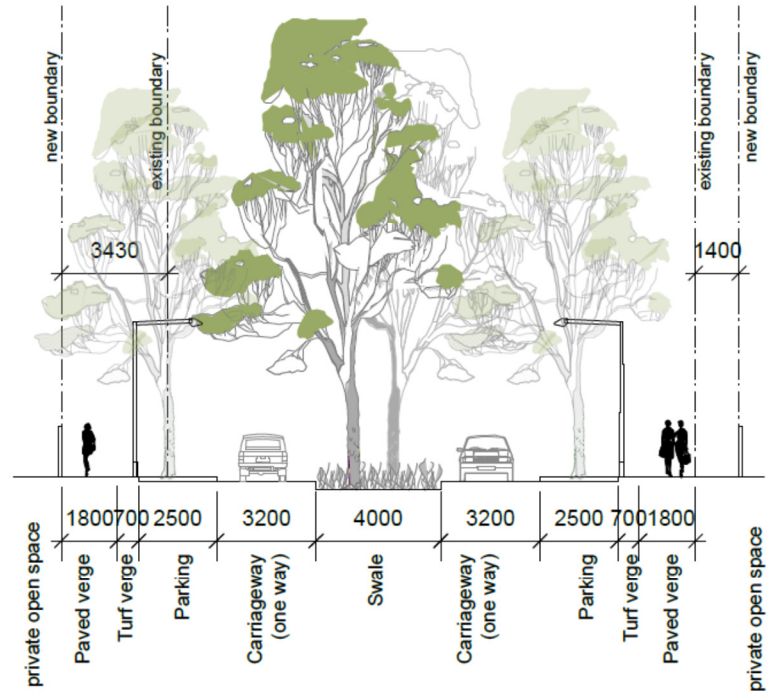 new boundary
existing boundary
existing boundary
new boundary
3430
1400
1800
700
2500
3200
4000
3200
2500
700
1800
private open space
Paved verge
Turf verge
Parking
Carriageway
(one way)
Swale
Carriageway
(one way)
Parking
Turf verge
Paved verge
private open space